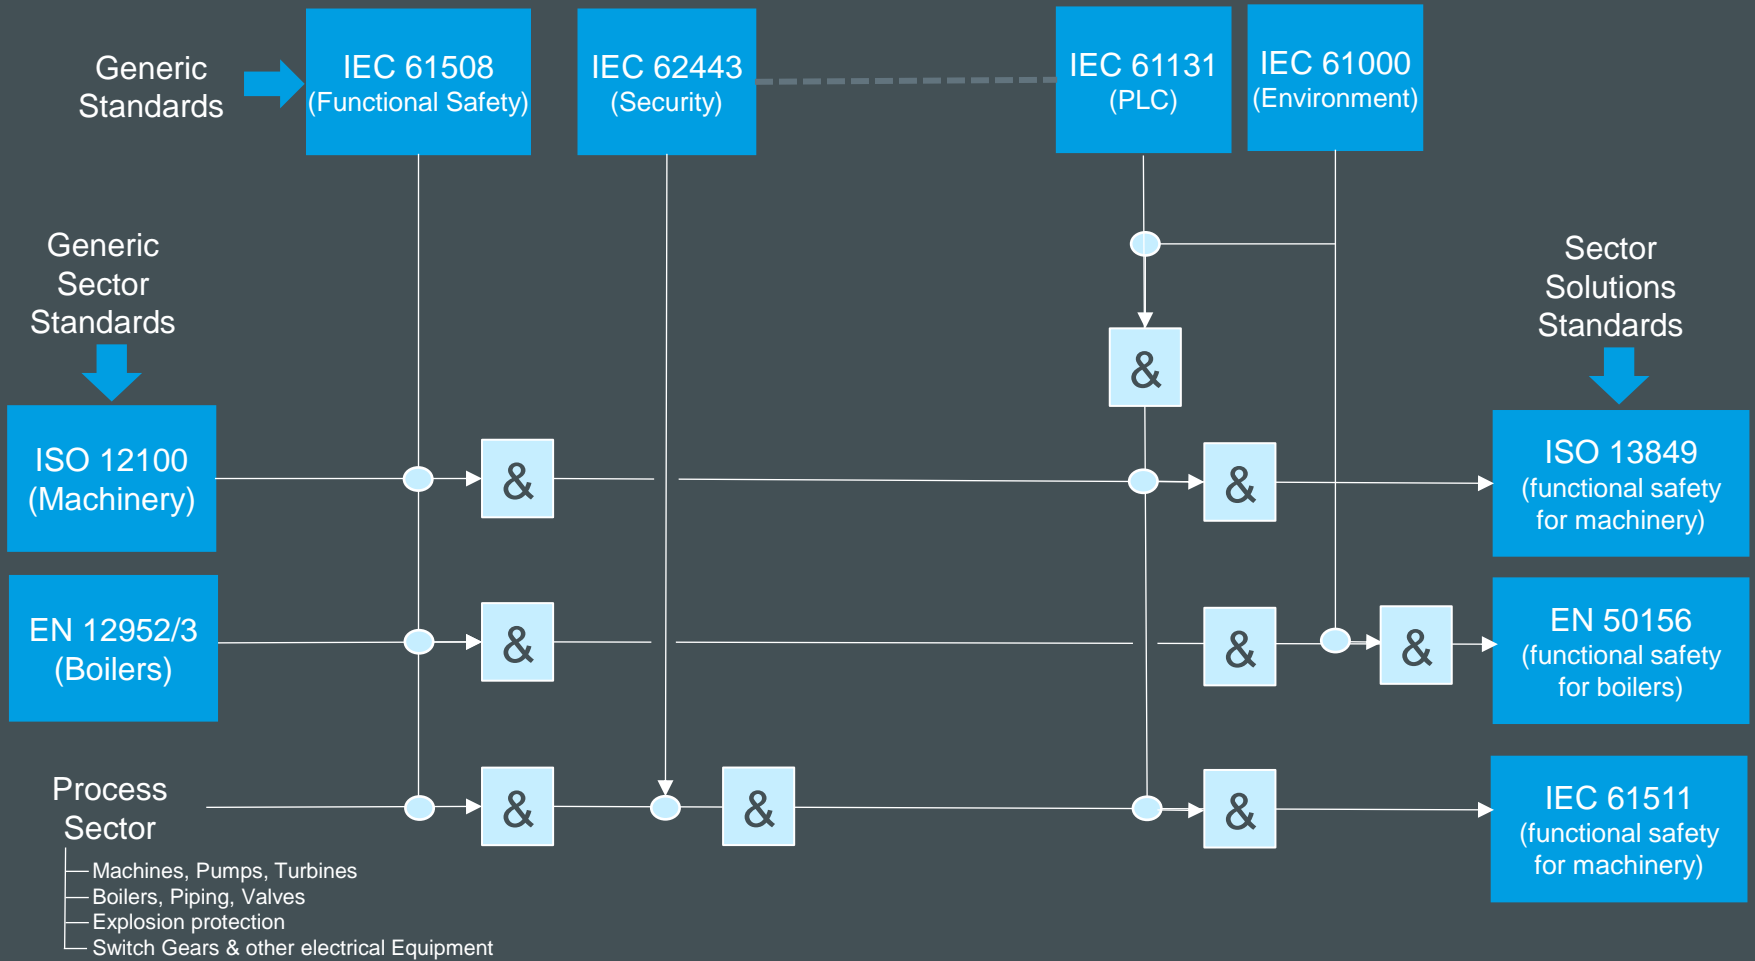 Generic
Standards
IEC 61508
(Functional Safety)
IEC 62443
(Security)
IEC 61131
(PLC)
IEC 61000
(Environment)
Generic
Sector
Standards
Sector
Solutions
Standards
&
ISO 12100
(Machinery)
&
&
ISO 13849
(functional safety
for machinery)
EN 12952/3
(Boilers)
&
&
&
EN 50156
(functional safety
for boilers)
Process
Sector
&
&
&
IEC 61511
(functional safety
for machinery)
Machines, Pumps, Turbines
Boilers, Piping, Valves
Explosion protection
Switch Gears & other electrical Equipment